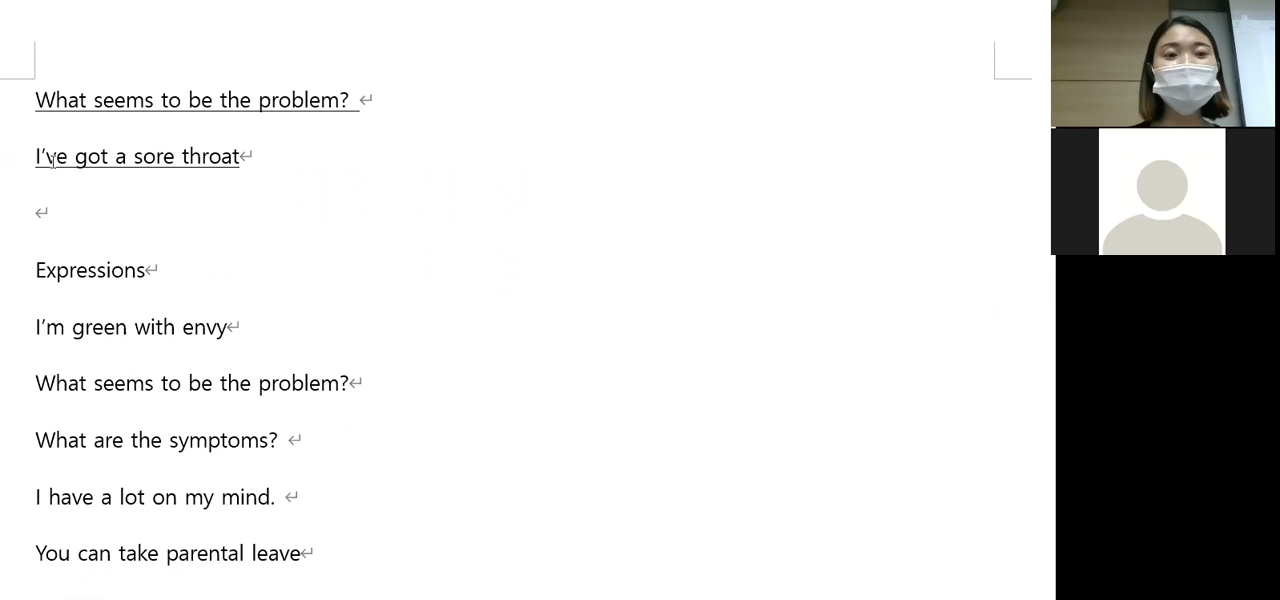 What seems to be the problem?
I've got a sore throat
Expressions
I'm green with envy
What seems to be the problem?
What are the symptoms?
I have a lot on my mind.
You can take parental leave